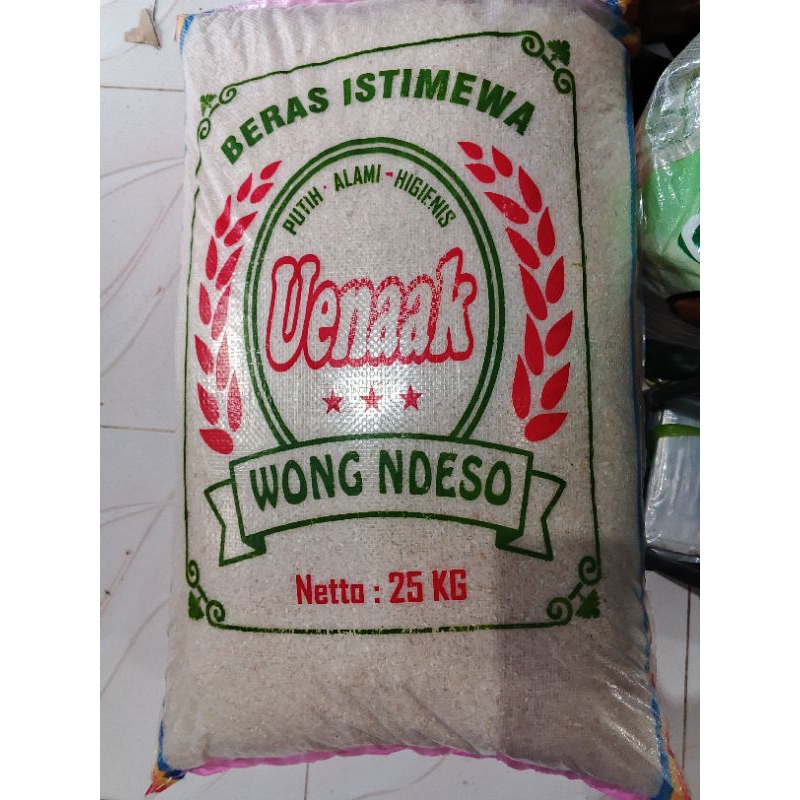 BERAS ISTIMEWA
PUTIH - ALAMI - HIGIENIS
Uenaak
WONG NDESO
Netto : 25 KG